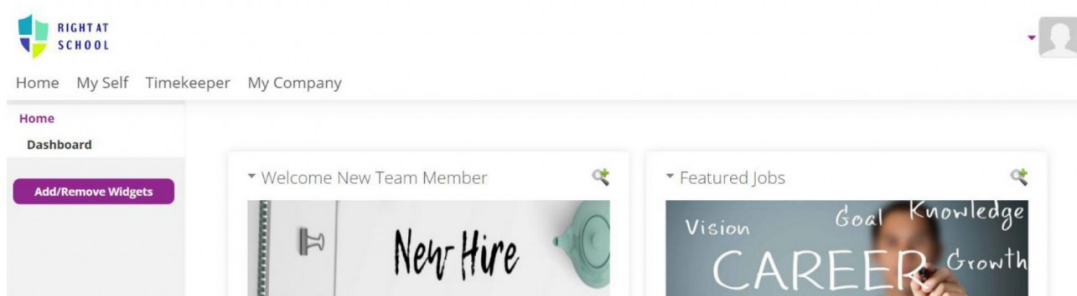 RIGHT AT
SCHOOL
Home My Self Timekeeper My Company
Home
Dashboard
Add/Remove Widgets
Welcome New Team Member
New Hire
Featured Jobs
Vision Goal Knowledge
CAREER Growth